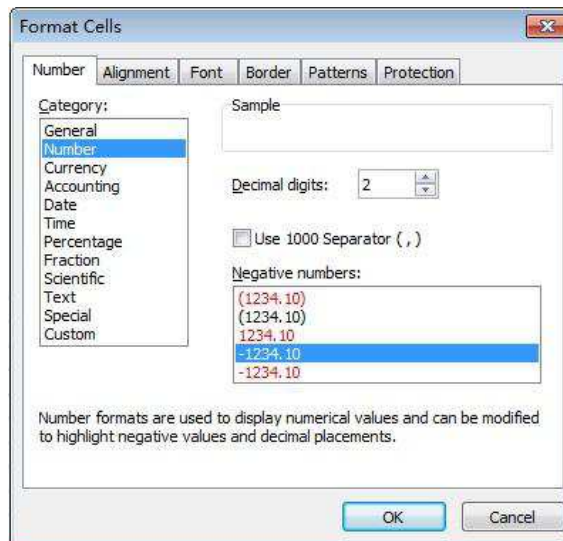 Format Cells
Number Alignment Font Border Patterns Protection
Category:
General
Number
Currency
Accounting
Date
Time
Percentage
Fraction
Scientific
Text
Special
Custom
Sample
Decimal digits: 2
Use 1000 Separator ( , )
Negative numbers:
(1234.10)
(1234.10)
1234.10
-1234.10
-1234.10
Number formats are used to display numerical values and can be modified
to highlight negative values and decimal placements.
OK Cancel